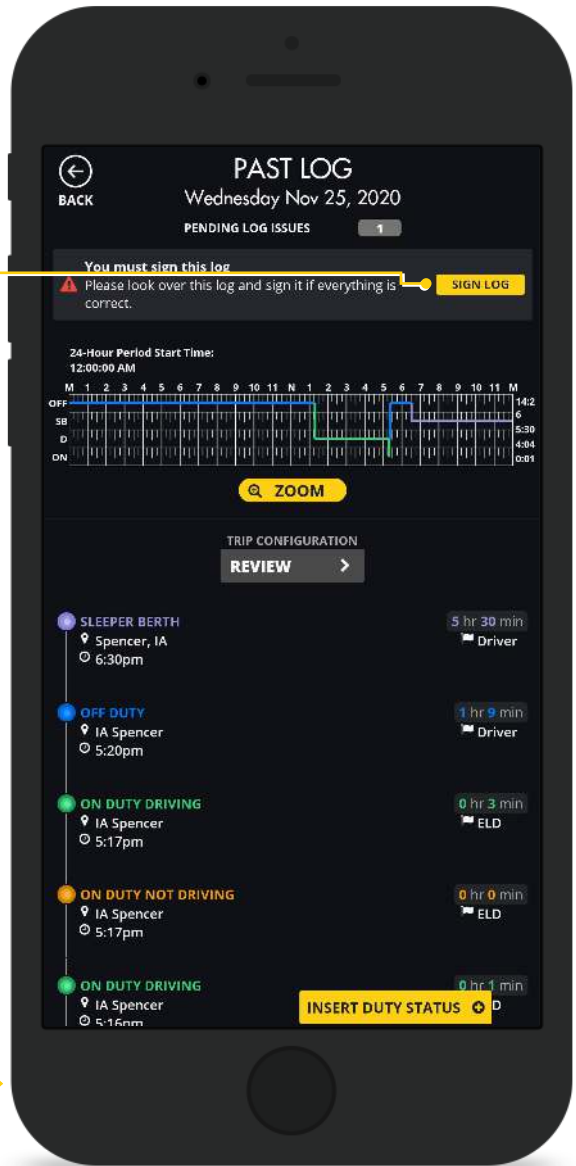 BACK
PAST LOG
Wednesday Nov 25, 2020
PENDING LOG ISSUES 1
You must sign this log
Please look over this log and sign it if everything is
correct.
SIGN LOG
24-Hour Period Start Time:
12:00:00 AM
M 1 2 3 4 5 6 7 8 9 10 11 N 1 2 3 4 5 6 7 8 9 10 11 M
OFF 14:2
6
SB 5:30
D 4:04
ON 0:01
ZOOM
TRIP CONFIGURATION
REVIEW
SLEEPER BERTH 5 hr 30 min
Spencer, IA Driver
6:30pm
OFF DUTY 1 hr 9 min
IA Spencer Driver
5:20pm
ON DUTY DRIVING 0 hr 3 min
IA Spencer ELD
5:17pm
ON DUTY NOT DRIVING 0 hr 0 min
IA Spencer ELD
5:17pm
ON DUTY DRIVING 0 hr 1 min
IA Spencer D
INSERT DUTY STATUS
5:16pm